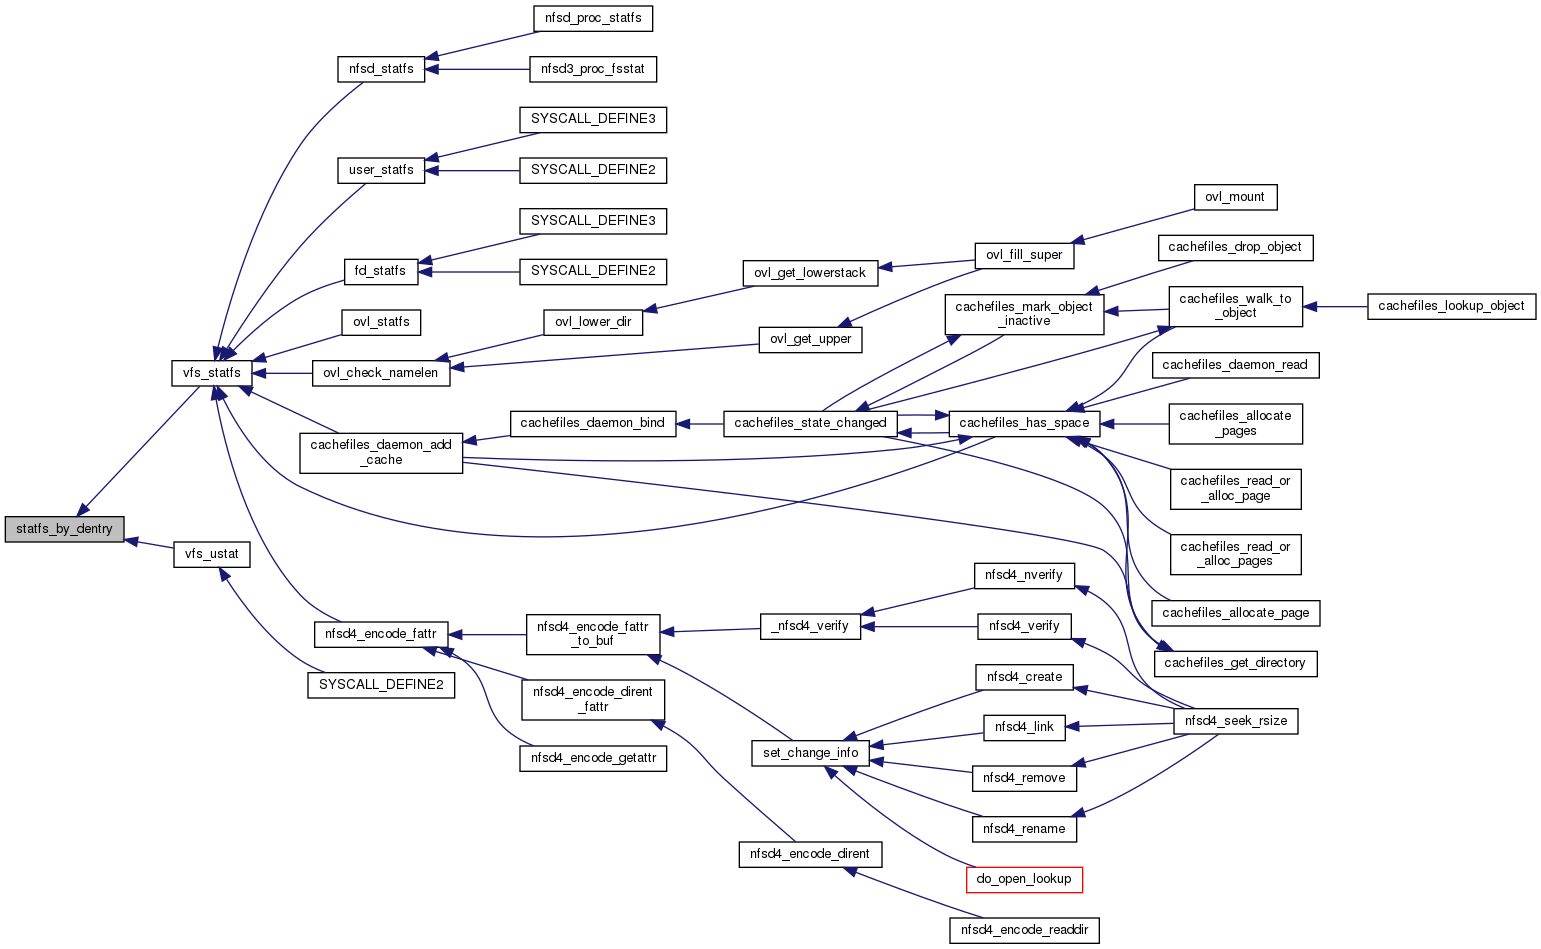 nfsd_proc_statfs
nfsd_statfs
nfsd3_proc_fsstat
SYSCALL_DEFINE3
user_statfs
SYSCALL_DEFINE2
ovl_mount
SYSCALL_DEFINE3
cachefiles_drop_object
ovl_fill_super
fd_statfs
SYSCALL_DEFINE2
ovl_get_lowerstack
cachefiles_mark_object
_inactive
cachefiles_walk_to
_object
cachefiles_lookup_object
ovl_statfs
ovl_lower_dir
ovl_get_upper
vfs_statfs
ovl_check_namelen
cachefiles_daemon_read
cachefiles_daemon_bind
cachefiles_state_changed
cachefiles_has_space
cachefiles_allocate
_pages
cachefiles_daemon_add
_cache
cachefiles_read_or
_alloc_page
statfs_by_dentry
vfs_ustat
cachefiles_read_or
_alloc_pages
nfsd4_nverify
cachefiles_allocate_page
nfsd4_encode_fattr
nfsd4_encode_fattr
_to_buf
_nfsd4_verify
nfsd4_verify
cachefiles_get_directory
SYSCALL_DEFINE2
nfsd4_encode_dirent
_fattr
nfsd4_create
nfsd4_link
nfsd4_seek_rsize
nfsd4_encode_getattr
set_change_info
nfsd4_remove
nfsd4_rename
nfsd4_encode_dirent
do_open_lookup
nfsd4_encode_readdir